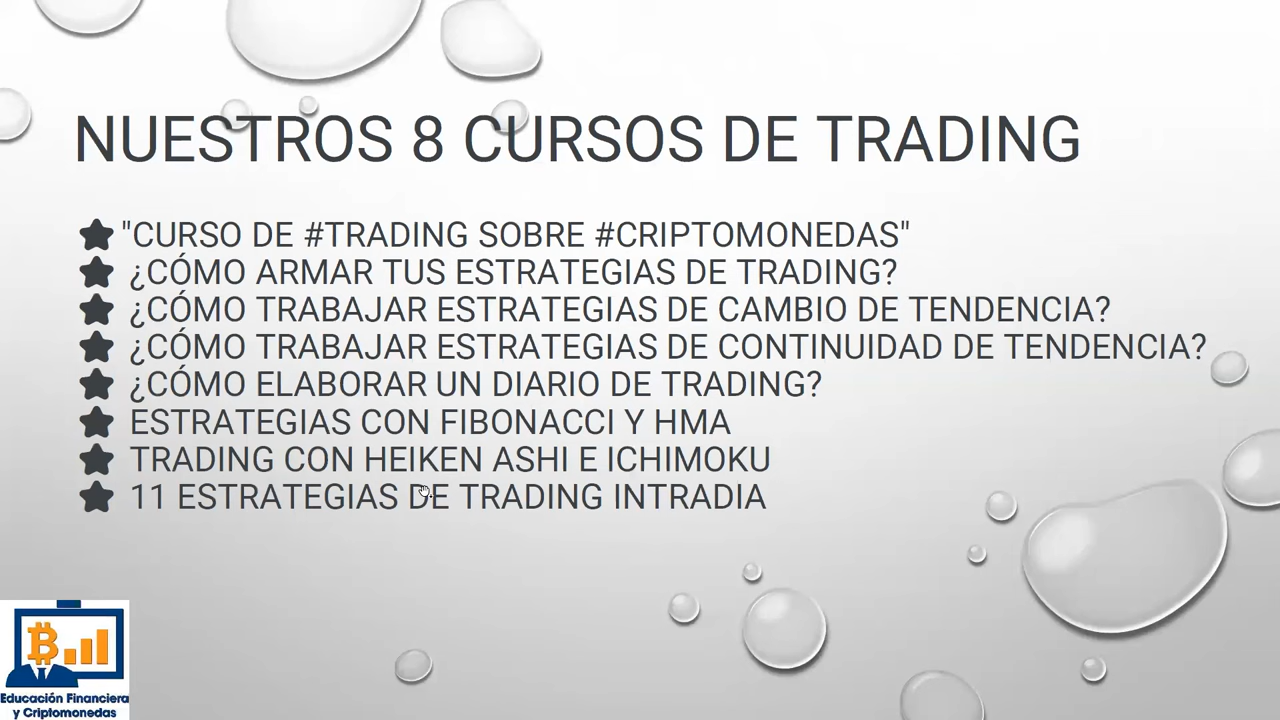 NUESTROS 8 CURSOS DE TRADING
"CURSO DE #TRADING SOBRE #CRIPTOMONEDAS"
¿CÓMO ARMAR TUS ESTRATEGIAS DE TRADING?
¿CÓMO TRABAJAR ESTRATEGIAS DE CAMBIO DE TENDENCIA?
¿CÓMO TRABAJAR ESTRATEGIAS DE CONTINUIDAD DE TENDENCIA?
¿CÓMO ELABORAR UN DIARIO DE TRADING?
ESTRATEGIAS CON FIBONACCI Y HMA
TRADING CON HEIKEN ASHI E ICHIMOKU
11 ESTRATEGIAS DE TRADING INTRADIA
Educación Financiera
y Criptomonedas